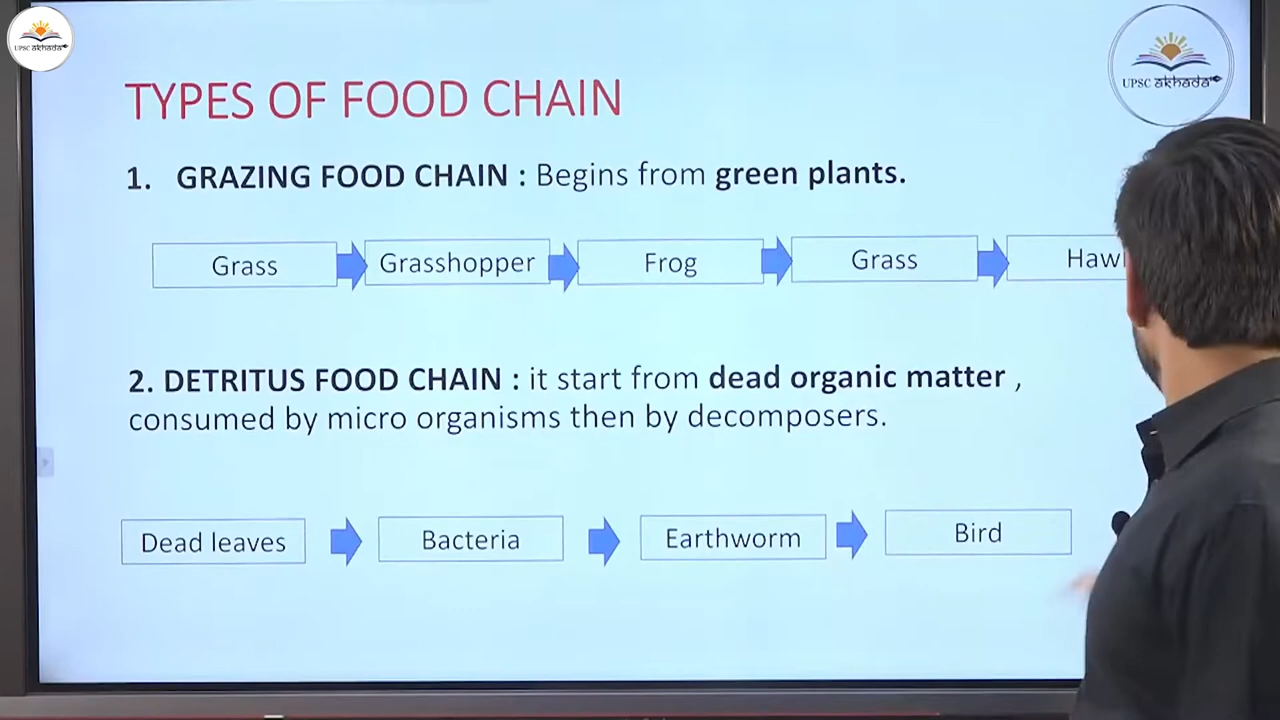 UPSC akhada
UPSC akhada
TYPES OF FOOD CHAIN
1. GRAZING FOOD CHAIN : Begins from green plants.
Grass Grasshopper Frog Grass
2. DETRITUS FOOD CHAIN : it start from dead organic matter ,
consumed by micro organisms then by decomposers.
Dead leaves Bacteria Earthworm Bird